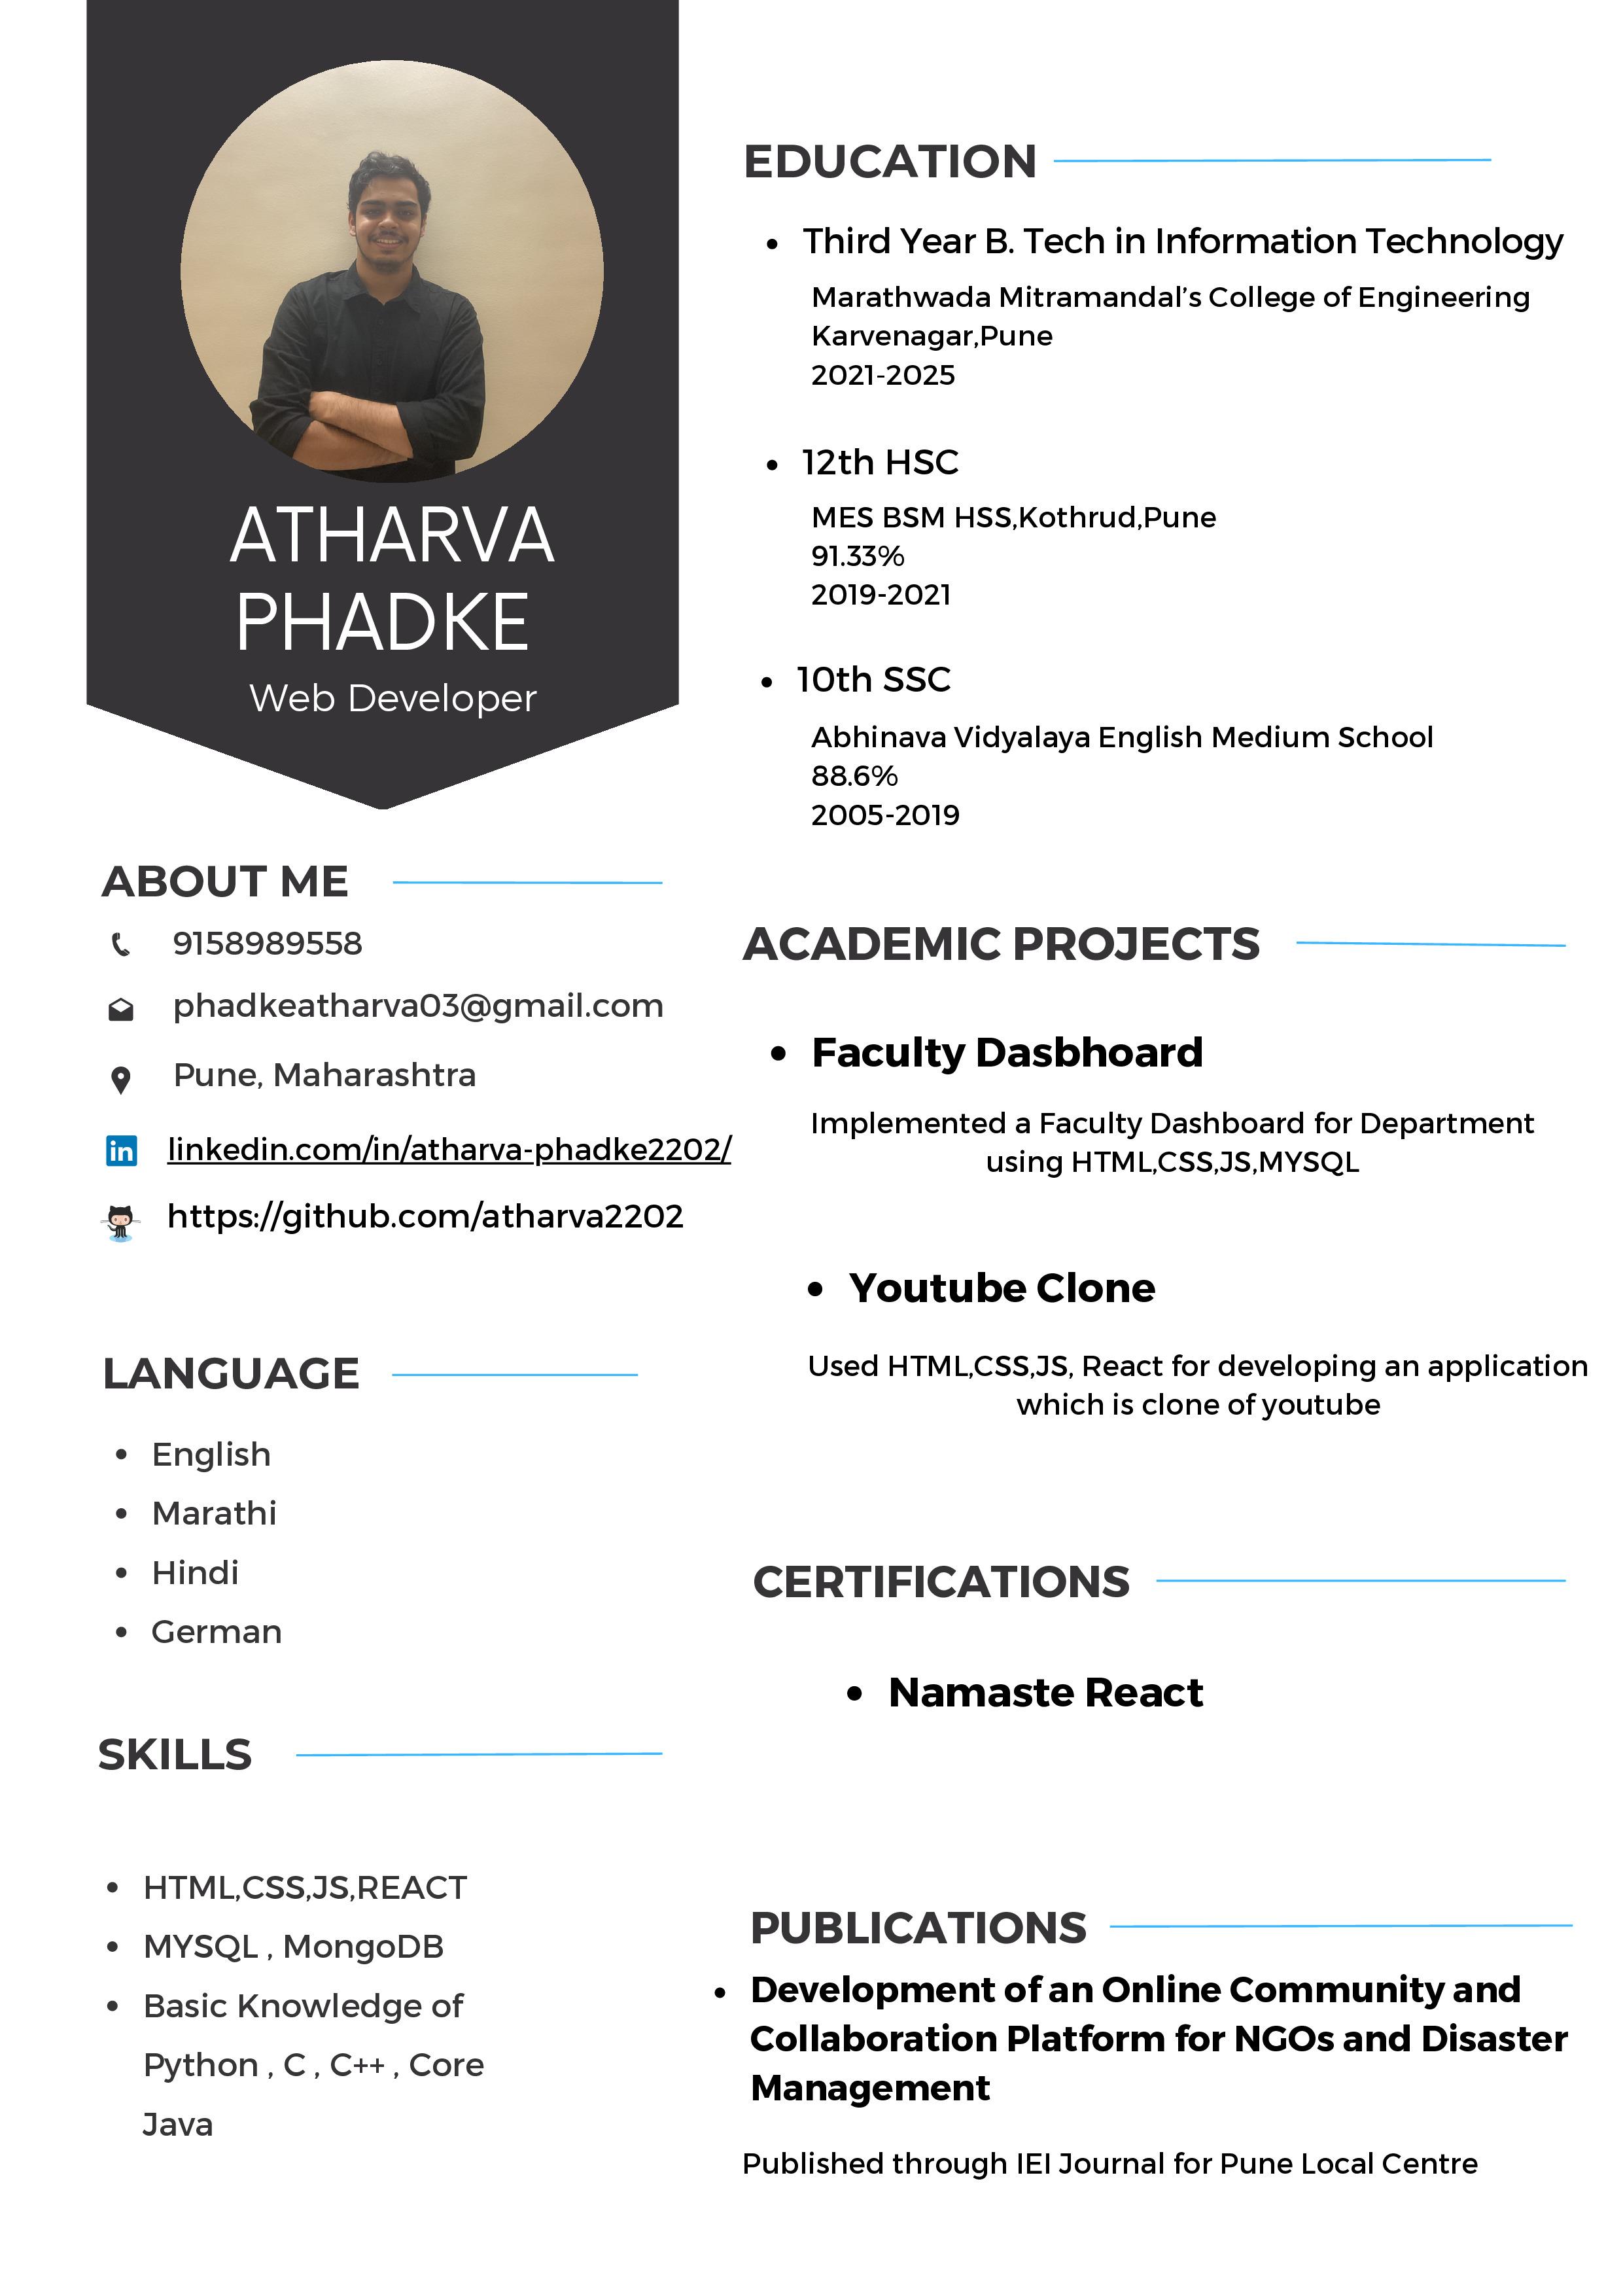 ATHARVA
PHADKE
Web Developer
ABOUT ME
9158989558
phadkeatharva03@gmail.com
Pune, Maharashtra
in linkedin.com/in/atharva-phadke2202/
https://github.com/atharva2202
LANGUAGE
• English
• Marathi
• Hindi
• German
SKILLS
• HTML,CSS,JS,REACT
• MYSQL , MongoDB
• Basic Knowledge of
Python , C , C++ , Core
Java
EDUCATION
• Third Year B. Tech in Information Technology
Marathwada Mitramandal’s College of Engineering
Karvenagar,Pune
2021-2025
• 12th HSC
MES BSM HSS,Kothrud,Pune
91.33%
2019-2021
• 10th SSC
Abhinava Vidyalaya English Medium School
88.6%
2005-2019
ACADEMIC PROJECTS
• Faculty Dasbhoard
Implemented a Faculty Dashboard for Department
using HTML,CSS,JS,MYSQL
• Youtube Clone
Used HTML,CSS,JS, React for developing an application
which is clone of youtube
CERTIFICATIONS
• Namaste React
PUBLICATIONS
• Development of an Online Community and
Collaboration Platform for NGOs and Disaster
Management
Published through IEI Journal for Pune Local Centre